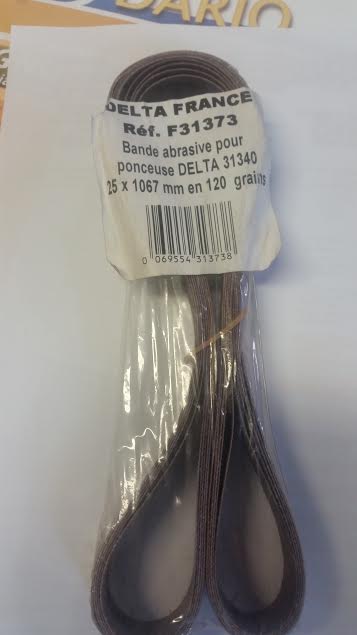 DARIO
DELTA FRANCE
Réf. F31373
Bande abrasive pour
ponceuse DELTA 31340
25 x 1067 mm en 120 grains
0 069554 313738